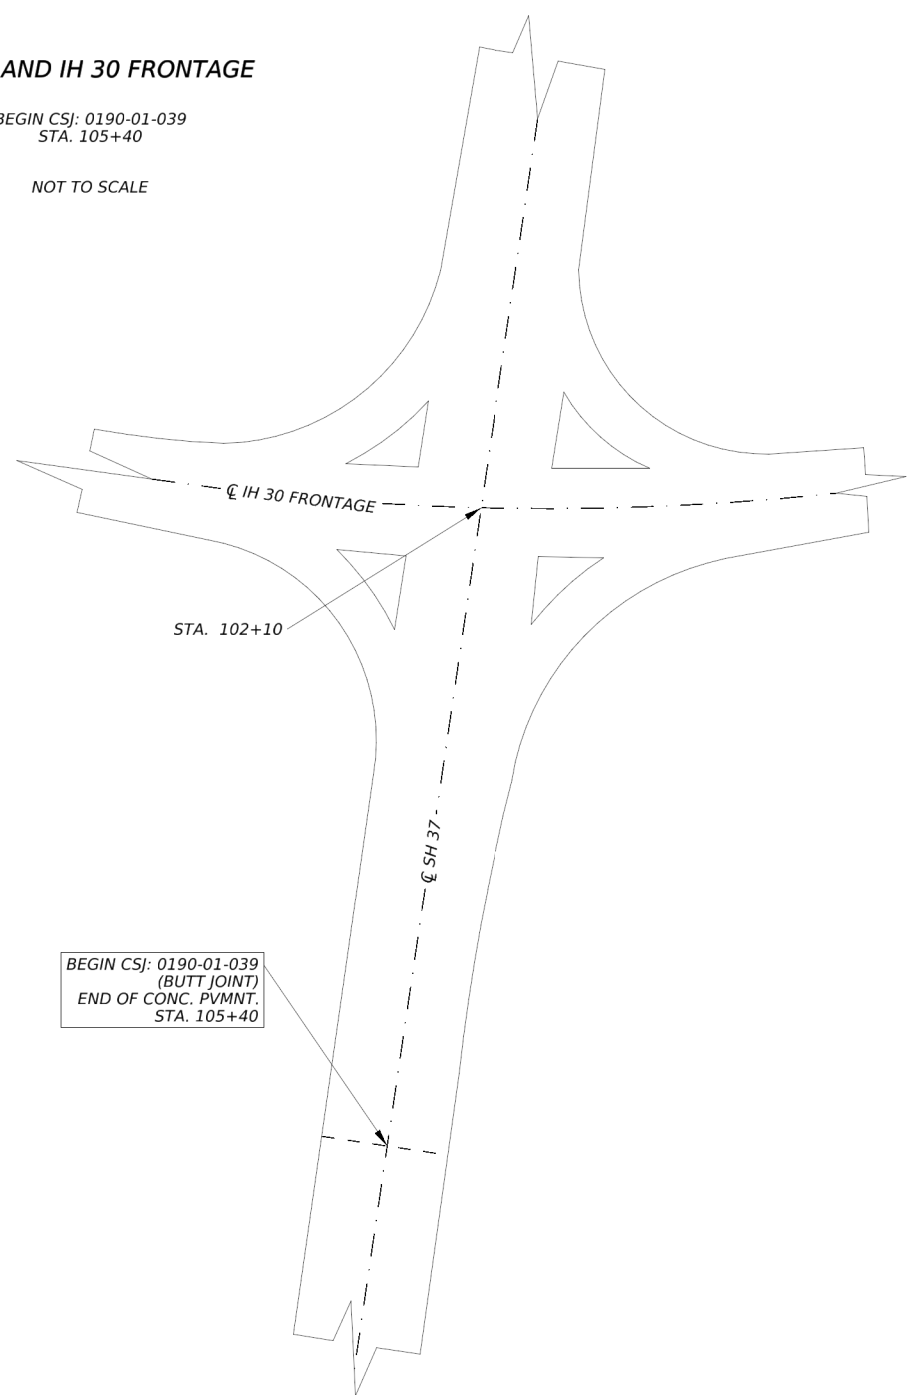 AND IH 30 FRONTAGE
BEGIN CSJ: 0190-01-039
STA. 105+40
NOT TO SCALE
℄ IH 30 FRONTAGE
STA. 102+10
℄ SH 37
BEGIN CSJ: 0190-01-039
(BUTT JOINT)
END OF CONC. PVMNT.
STA. 105+40